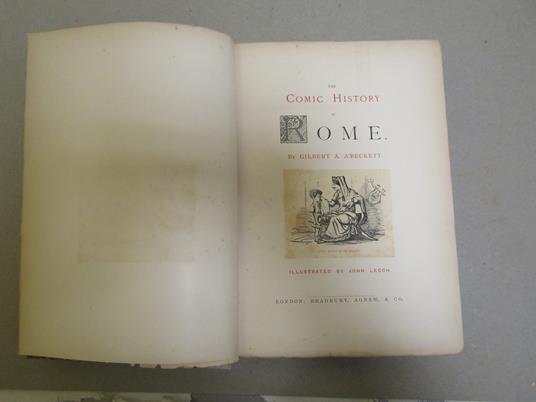 THE
COMIC HISTORY
OF
ROME.
BY GILBERT A. A'BECKETT.
ILLUSTRATED BY JOHN LEECH.
LONDON: BRADBURY, AGNEW, & CO.